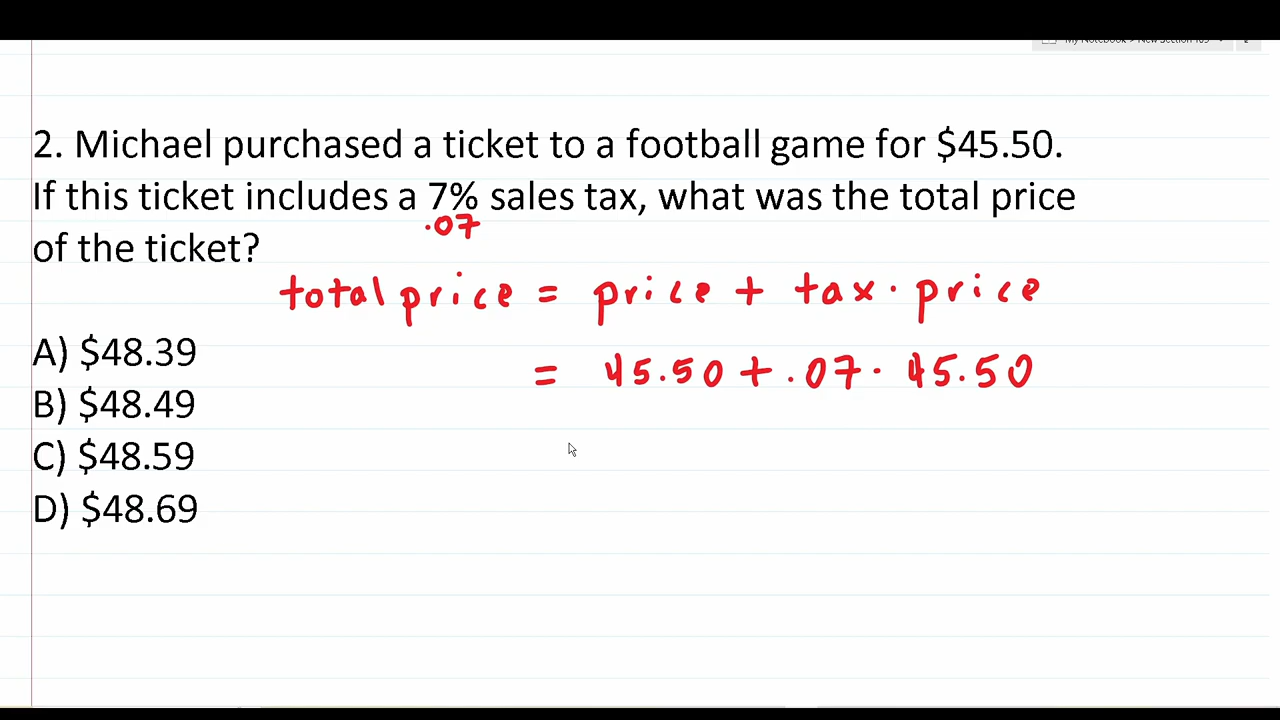 2. Michael purchased a ticket to a football game for $45.50.
If this ticket includes a 7% sales tax, what was the total price
.07
of the ticket?
total price = price + tax · price
= 45.50 + .07 · 45.50
A) $48.39
B) $48.49
C) $48.59
D) $48.69